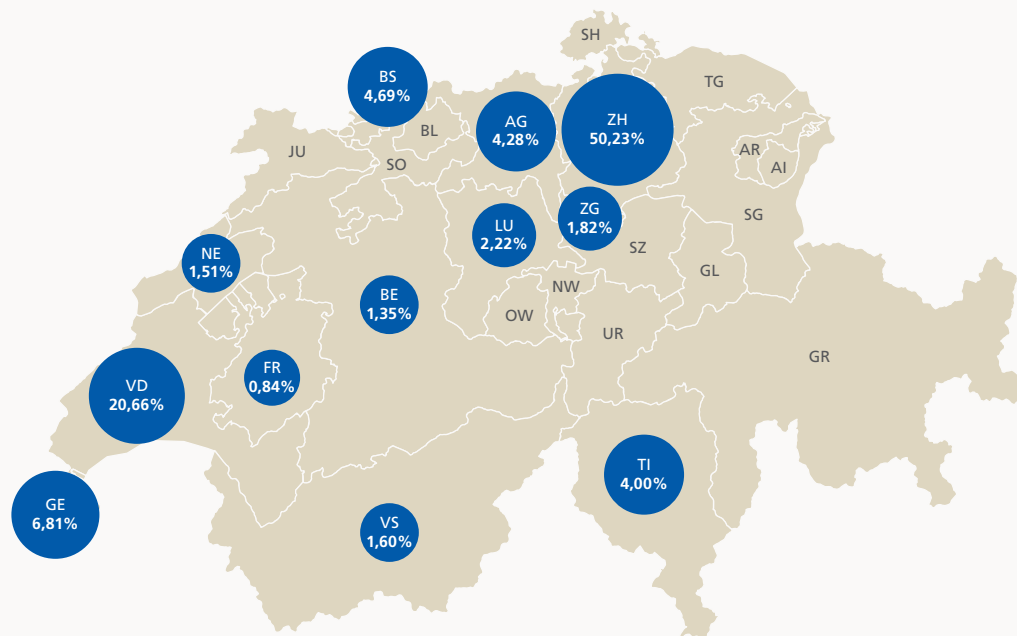 SH
BS
4,69%
TG
AG
4,28%
ZH
50,23%
BL
JU
SO
AR
AI
ZG
1,82%
SG
LU
2,22%
SZ
NE
1,51%
GL
NW
BE
1,35%
OW
UR
GR
FR
0,84%
VD
20,66%
TI
4,00%
GE
6,81%
VS
1,60%